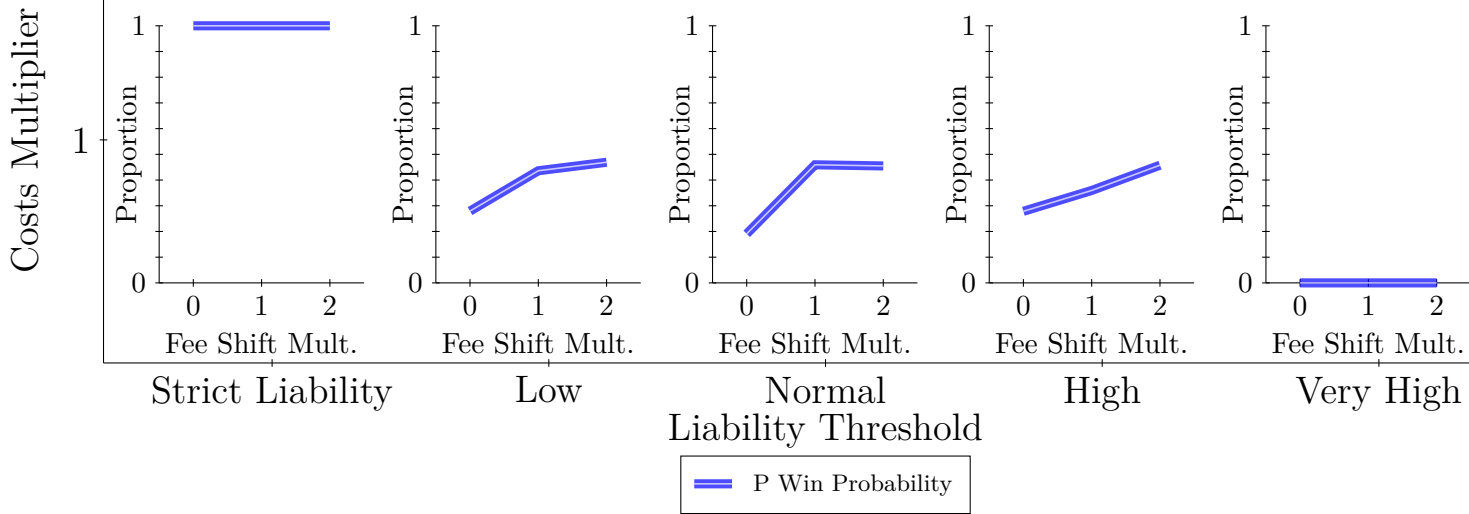 Costs Multiplier
1
1
Proportion
0
0 1 2
Fee Shift Mult.
1
Proportion
0
0 1 2
Fee Shift Mult.
1
Proportion
0
0 1 2
Fee Shift Mult.
1
Proportion
0
0 1 2
Fee Shift Mult.
1
Proportion
0
0 1 2
Fee Shift Mult.
Strict Liability
Low
Normal
High
Very High
Liability Threshold
P Win Probability